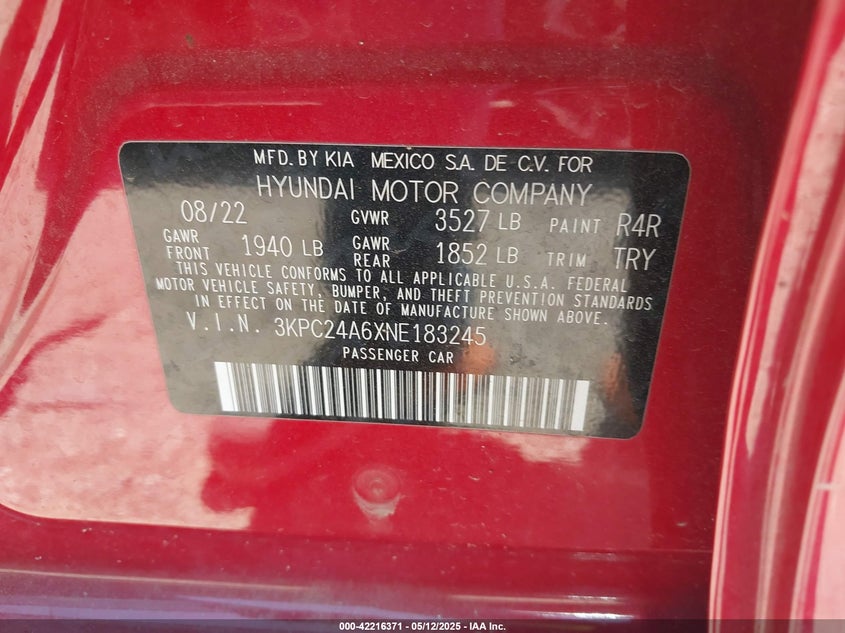 MFD. BY KIA MEXICO S.A. DE C.V. FOR
HYUNDAI MOTOR COMPANY
08/22 GVWR 3527 LB PAINT R4R
GAWR FRONT 1940 LB GAWR REAR 1852 LB TRIM TRY
THIS VEHICLE CONFORMS TO ALL APPLICABLE U.S.A. FEDERAL
MOTOR VEHICLE SAFETY, BUMPER, AND THEFT PREVENTION STANDARDS
IN EFFECT ON THE DATE OF MANUFACTURE SHOWN ABOVE.
V.I.N. 3KPC24A6XNE183245
PASSENGER CAR
000-42216371 - 05/12/2025 - IAA Inc.